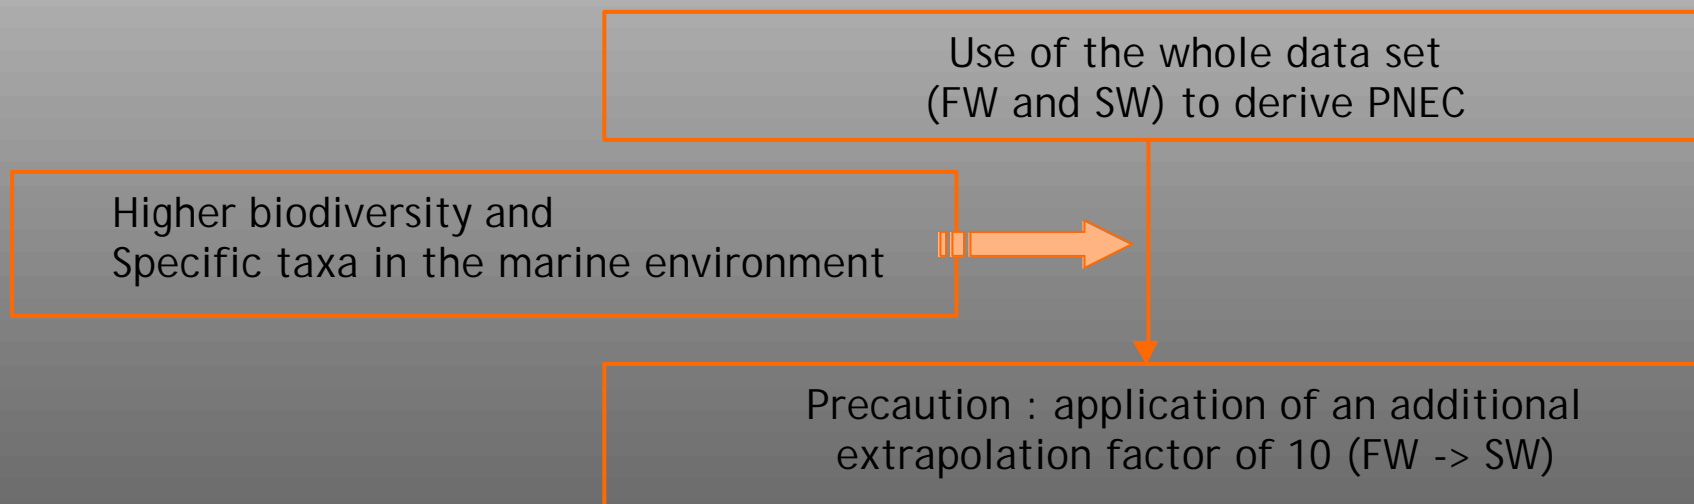 Use of the whole data set
(FW and SW) to derive PNEC
Higher biodiversity and
Specific taxa in the marine environment
Precaution : application of an additional
extrapolation factor of 10 (FW -> SW)